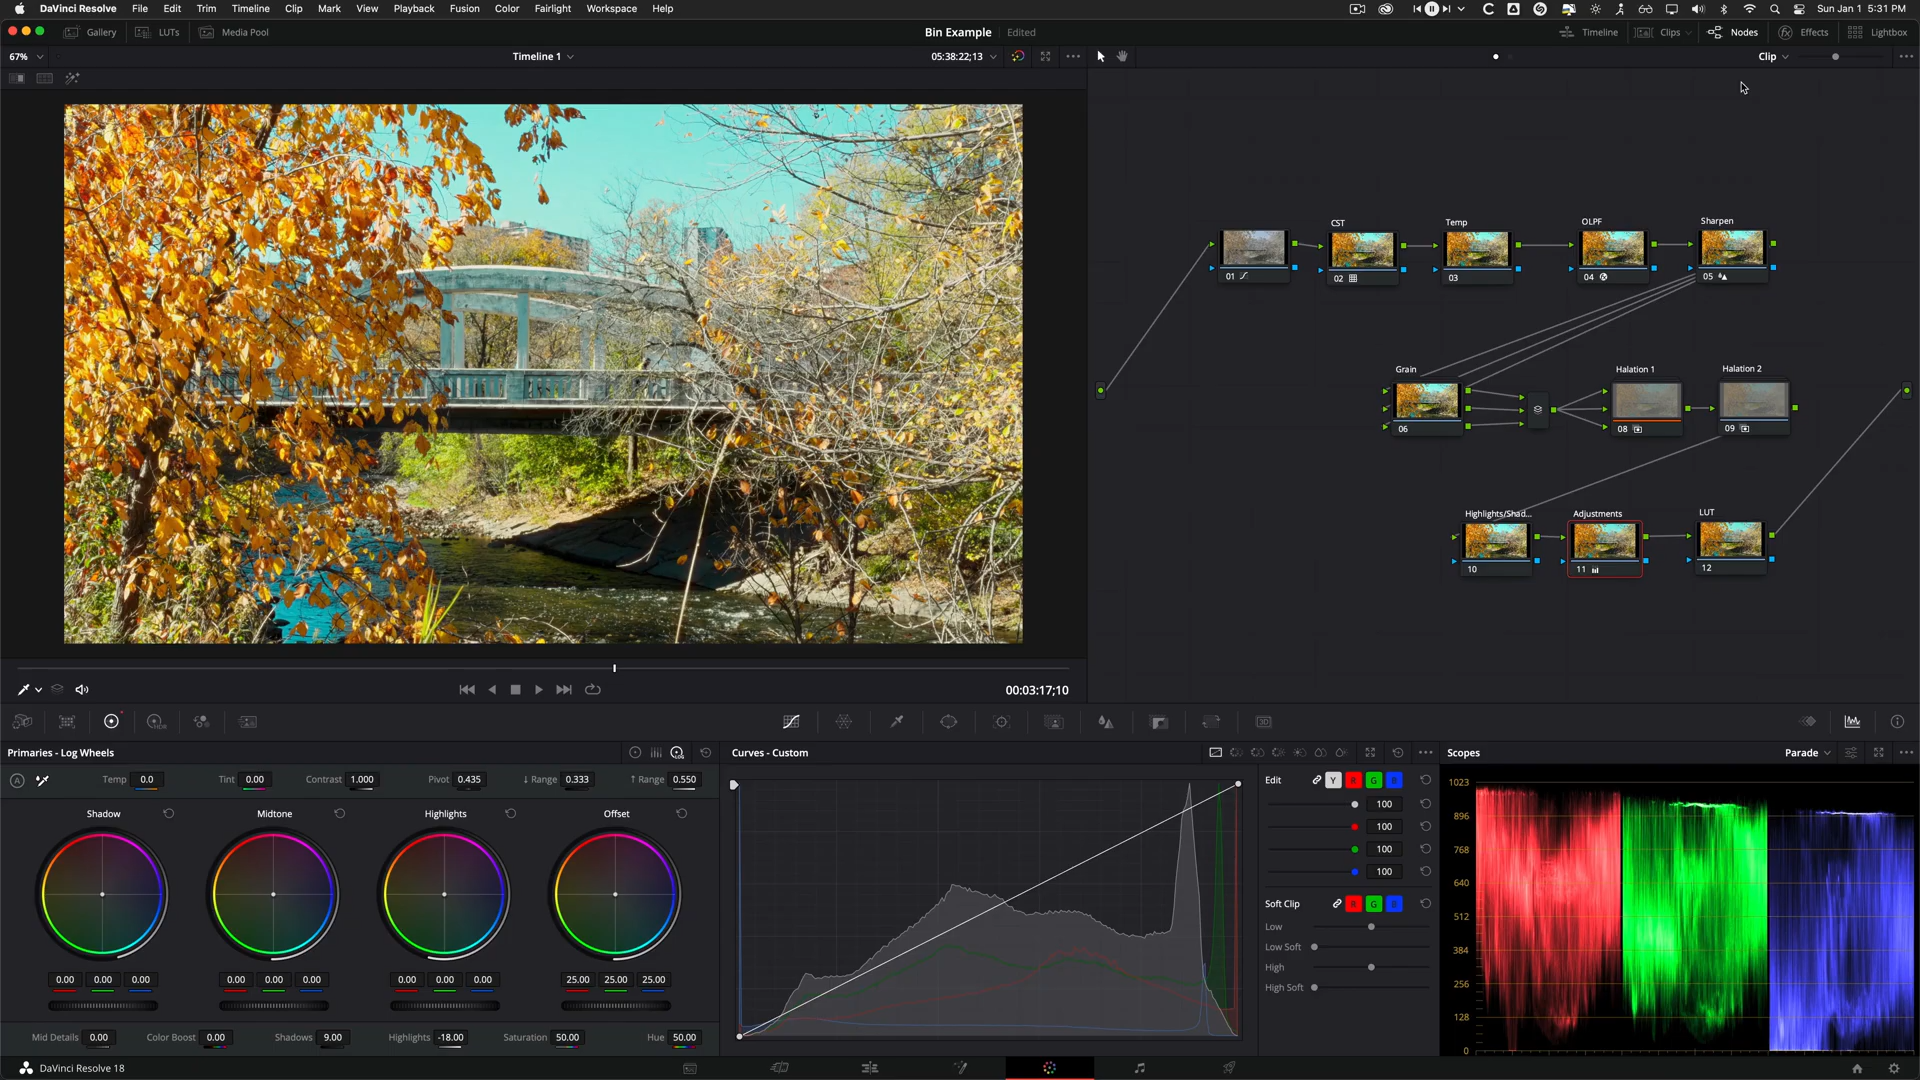 DaVinci Resolve File Edit Trim Timeline Clip Mark View Playback Fusion Color Fairlight Workspace Help Sun Jan 1 5:31 PM
Gallery LUTs Media Pool Bin Example Edited Timeline Clips Nodes Effects Lightbox
67% Timeline 1 05:38:22;13 Clip
CST Temp OLPF Sharpen
01 02 03 04 05
Grain Halation 1 Halation 2
06 08 09
Highlights/Shad... Adjustments LUT
10 11 12
00:03:17;10
Primaries - Log Wheels Curves - Custom Scopes Parade
A Temp 0.0 Tint 0.00 Contrast 1.000 Pivot 0.435 ↓ Range 0.333 ↑ Range 0.550
Shadow Midtone Highlights Offset
0.00 0.00 0.00 0.00 0.00 0.00 0.00 0.00 0.00 25.00 25.00 25.00
Mid Details 0.00 Color Boost 0.00 Shadows 9.00 Highlights -18.00 Saturation 50.00 Hue 50.00
Edit Y R G B
100
100
100
100
Soft Clip R G B
Low
Low Soft
High
High Soft
1023
896
768
640
512
384
256
128
0
DaVinci Resolve 18